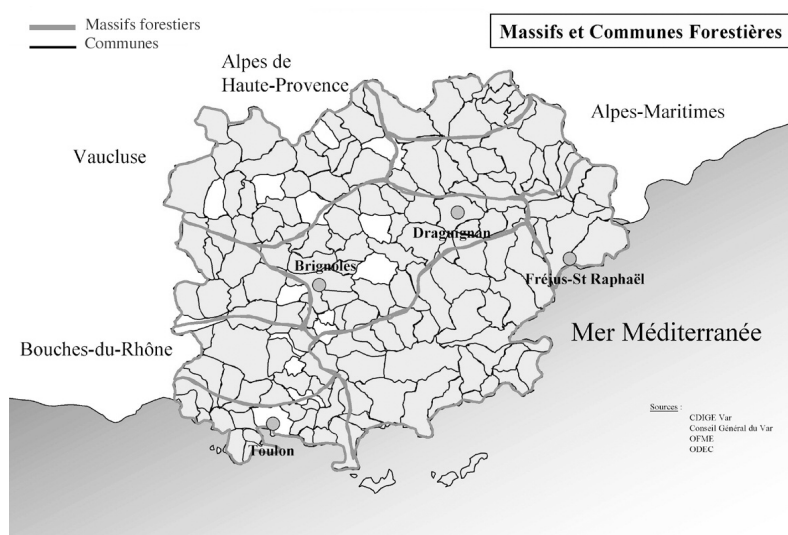 Massifs forestiers
Communes
Massifs et Communes Forestières
Alpes de
Haute-Provence
Alpes-Maritimes
Vaucluse
Draguignan
Brignoles
Fréjus-St Raphaël
Mer Méditerranée
Bouches-du-Rhône
Toulon
Sources :
CDIGE Var
Conseil Général du Var
OFME
ODEC